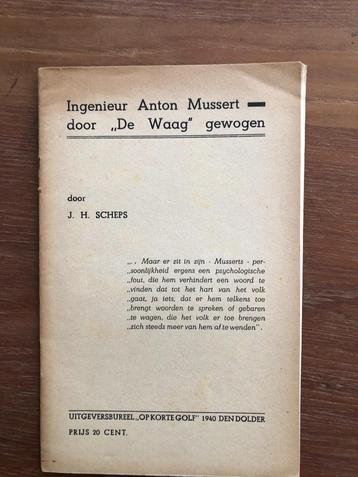 Ingenieur Anton Mussert —
door „De Waag" gewogen
door
J. H. SCHEPS
„. Maar er zit in zijn - Musserts - per-
„soonlijkheid ergens een psychologische
„fout, die hem verhindert een woord te
„vinden dat tot het hart van het volk
„gaat, ja iets, dat er hem telkens toe
„brengt woorden te spreken of gebaren
„te wagen, die het volk er toe brengen
„zich steeds meer van hem af te wenden".
UITGEVERSBUREEL „OP KORTE GOLF" 1940 DEN DOLDER
PRIJS 20 CENT.